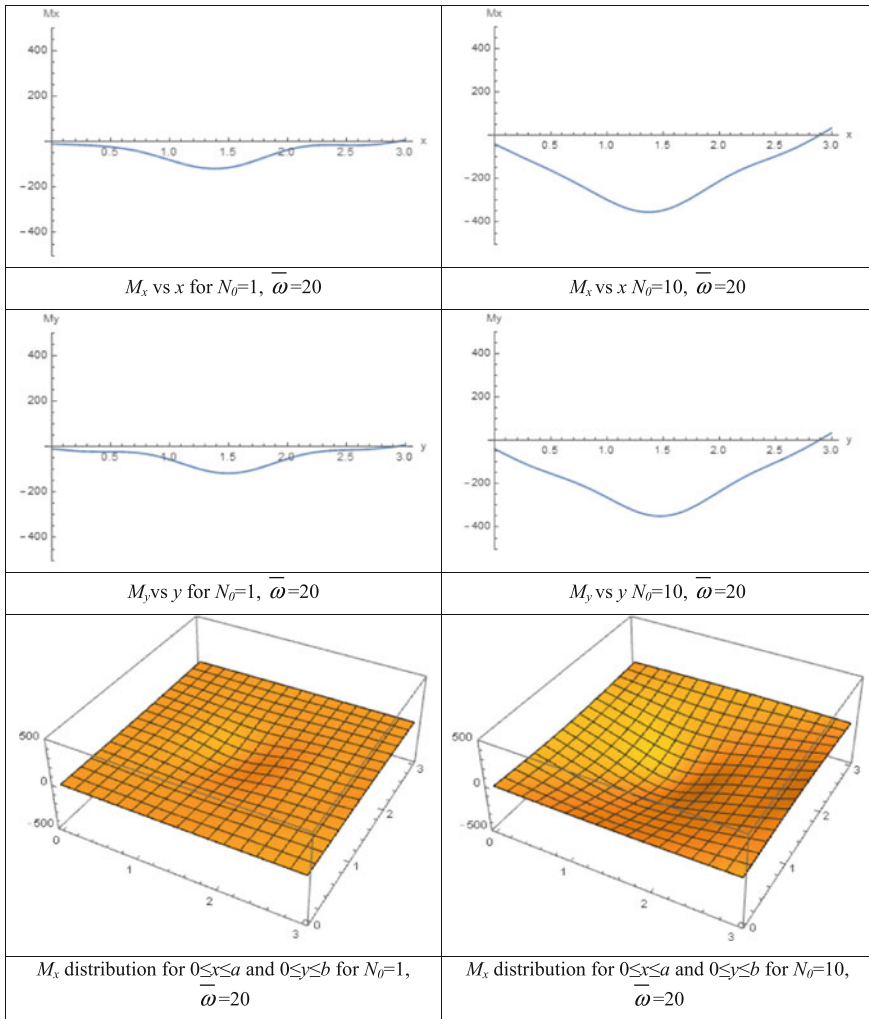 Mx
400
200
0.5 1.0 1.5 2.0 2.5 3.0 x
-200
-400
Mx
400
200
0.5 1.0 1.5 2.0 2.5 3.0 x
-200
-400
Mx vs x for N0=1, ω̅=20
Mx vs x N0=10, ω̅=20
My
400
200
0.5 1.0 1.5 2.0 2.5 3.0 y
-200
-400
My
400
200
0.5 1.0 1.5 2.0 2.5 3.0 y
-200
-400
Myvs y for N0=1, ω̅=20
My vs y N0=10, ω̅=20
500
0
-500
0
1
2
3
0
1
2
3
500
0
-500
0
1
2
3
0
1
2
3
Mx distribution for 0≤x≤a and 0≤y≤b for N0=1,
ω̅=20
Mx distribution for 0≤x≤a and 0≤y≤b for N0=10,
ω̅=20